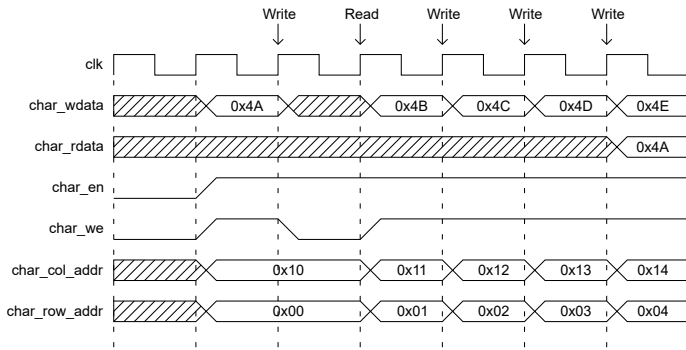 Write Read Write Write Write
clk
char_wdata 0x4A 0x4B 0x4C 0x4D 0x4E
char_rdata 0x4A
char_en
char_we
char_col_addr 0x10 0x11 0x12 0x13 0x14
char_row_addr 0x00 0x01 0x02 0x03 0x04